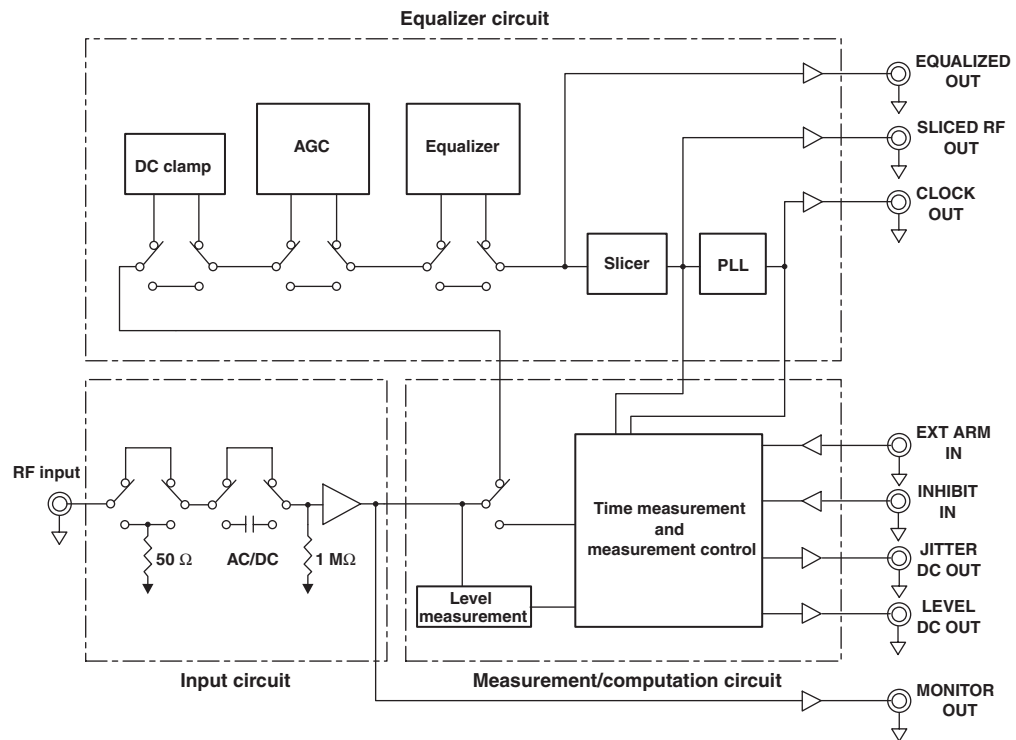 Equalizer circuit
EQUALIZED
OUT
SLICED RF
OUT
CLOCK
OUT
DC clamp
AGC
Equalizer
Slicer
PLL
RF input
50 Ω
AC/DC
1 MΩ
Level
measurement
Time measurement
and
measurement control
EXT ARM
IN
INHIBIT
IN
JITTER
DC OUT
LEVEL
DC OUT
Input circuit
Measurement/computation circuit
MONITOR
OUT